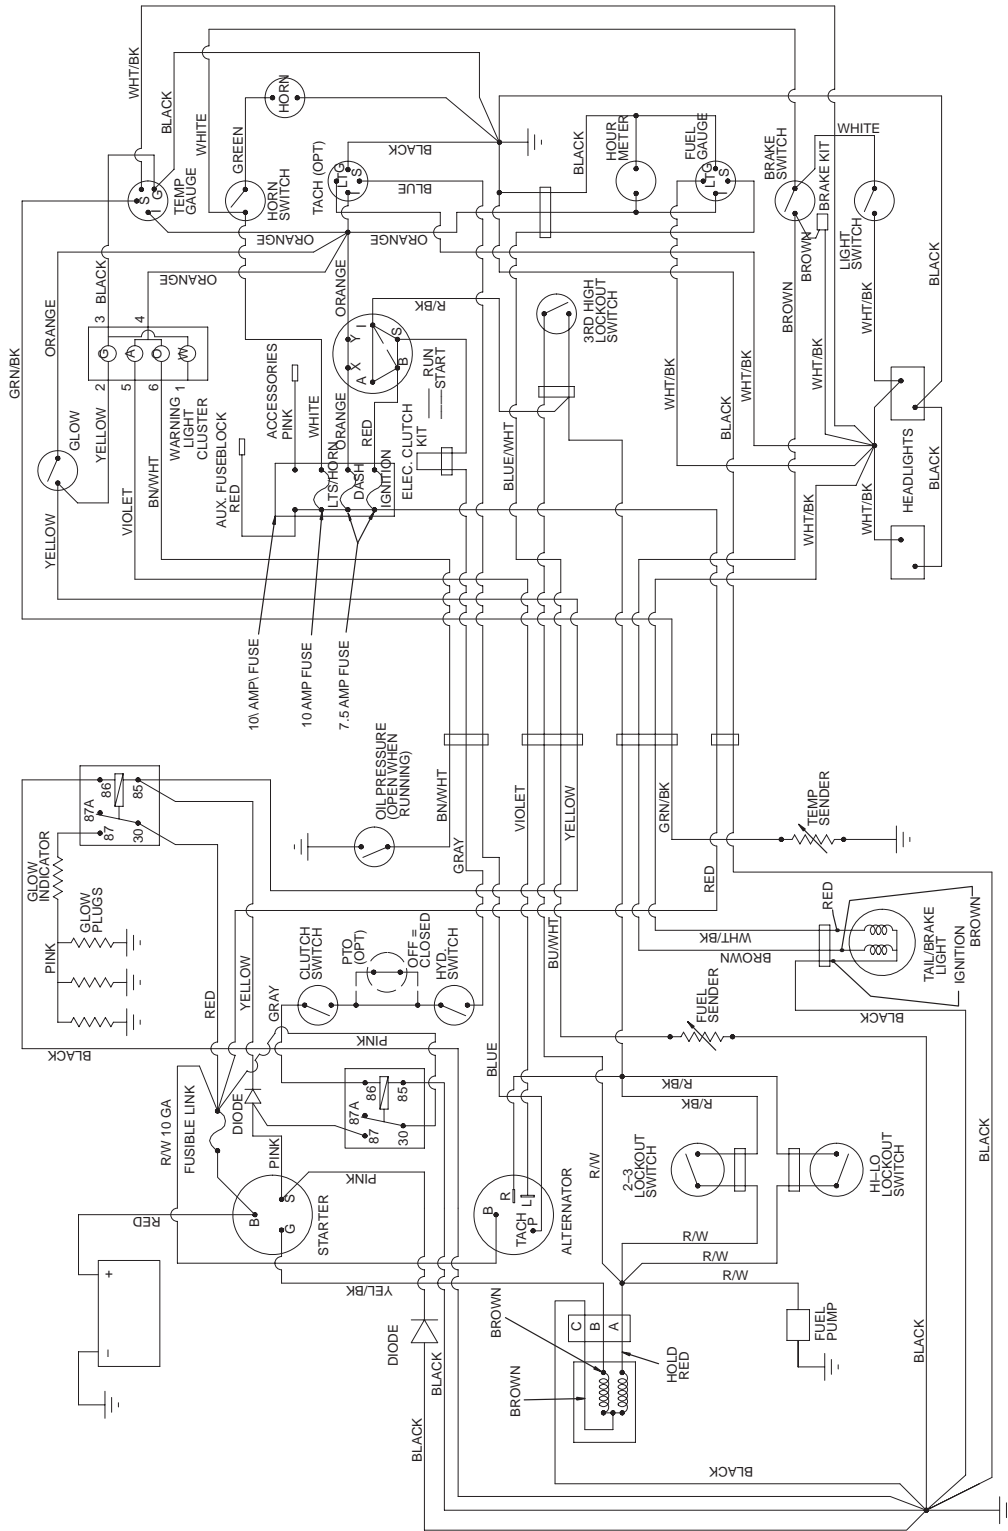 WHT/BK
BLACK
WHITE
GREEN
HORN
S
G
I
TEMP
GAUGE
HORN
SWITCH
TACH (OPT)
LTG
S
I
BLACK
BLUE
ORANGE
ORANGE
ORANGE
ORANGE
R/BK
BLACK
HOUR
METER
FUEL
GAUGE
LTG
S
I
BRAKE
SWITCH
WHITE
BRAKE KIT
BROWN
LIGHT
SWITCH
BLACK
GRN/BK
ORANGE
BLACK
3
4
G
A
O
W
2
5
6
1
WARNING
LIGHT
CLUSTER
GLOW
YELLOW
VIOLET
BN/WHT
YELLOW
AUX. FUSEBLOCK
RED
ACCESSORIES
PINK
WHITE
ORANGE
RED
LTS/HORN
DASH
IGNITION
X
Y
A
I
B
S
RUN
START
ELEC. CLUTCH
KIT
3RD HIGH
LOCKOUT
SWITCH
BLUE/WHT
WHT/BK
BLACK
WHT/BK
BROWN
WHT/BK
WHT/BK
WHT/BK
WHT/BK
HEADLIGHTS
BLACK
10\ AMP\ FUSE
10 AMP FUSE
7.5 AMP FUSE
87A
86
87
85
30
GLOW
INDICATOR
GLOW
PLUGS
PINK
OIL PRESSURE
(OPEN WHEN
RUNNING)
BN/WHT
GRAY
VIOLET
YELLOW
GRN/BK
TEMP
SENDER
RED
BLACK
RED
YELLOW
GRAY
CLUTCH
SWITCH
PTO
(OPT)
OFF =
CLOSED
HYD.
SWITCH
PINK
BLUE
BU/WHT
WHT/BK
BROWN
FUEL
SENDER
RED
TAIL/BRAKE
LIGHT
IGNITION
BROWN
BLACK
R/W 10 GA
FUSIBLE LINK
DIODE
87A
86
87
85
30
PINK
PINK
RED
B
G
S
STARTER
B
R
TACH
L
P
ALTERNATOR
R/W
R/BK
R/BK
2–3
LOCKOUT
SWITCH
HI–LO
LOCKOUT
SWITCH
BLACK
+
–
YEL/BK
DIODE
BLACK
BLACK
BROWN
BROWN
C
B
A
HOLD
RED
R/W
R/W
R/W
FUEL
PUMP
BLACK
BLACK